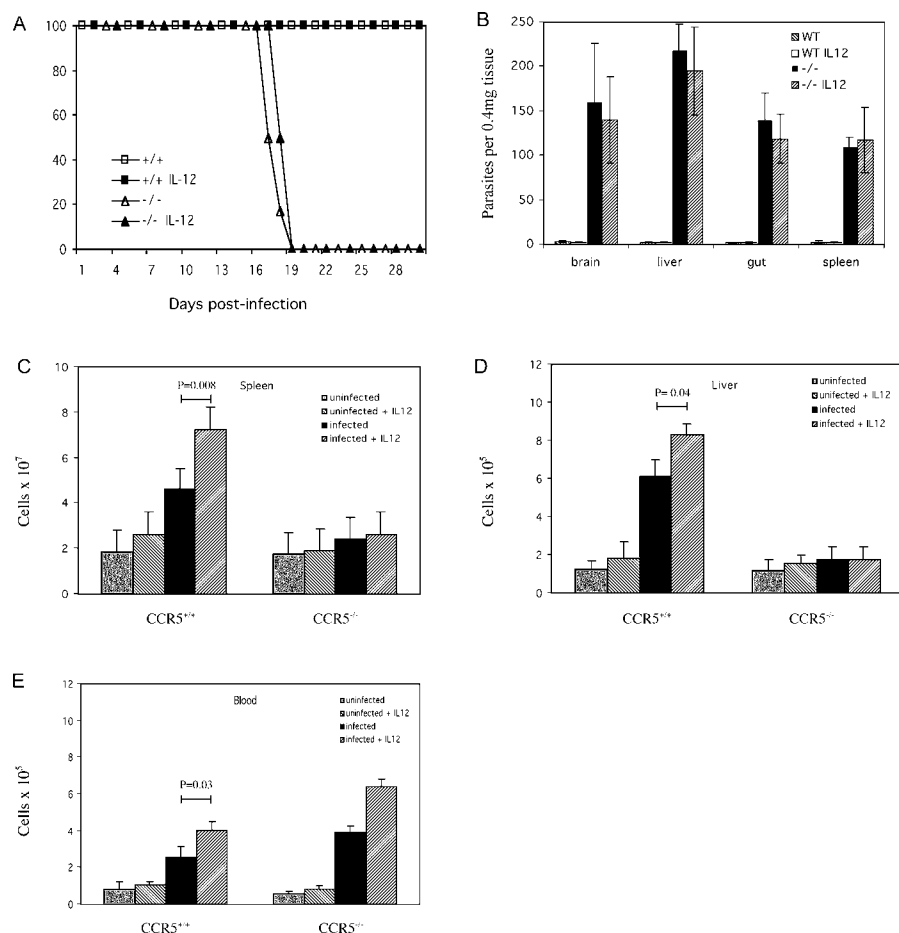 A
100
80
60
40
20
0
+/+
+/+ IL-12
-/-
-/- IL-12
1 4 7 10 13 16 19 22 25 28
Days post-infection
B
Parasites per 0.4mg tissue
250
200
150
100
50
0
WT
WT IL12
-/-
-/- IL12
brain liver gut spleen
C
Cells x 10⁷
10
8
6
4
2
0
P=0.008
Spleen
uninfected
uninfected + IL12
infected
infected + IL12
CCR5+/+ CCR5-/-
D
Cells x 10⁵
12
10
8
6
4
2
0
P= 0.04
Liver
uninfected
unifected + IL12
infected
infected + IL12
CCR5+/+ CCR5-/-
E
Cells x 10⁵
12
10
8
6
4
2
0
Blood
P=0.03
uninfected
uninfected + IL12
infected
infected + IL12
CCR5+/+ CCR5-/-